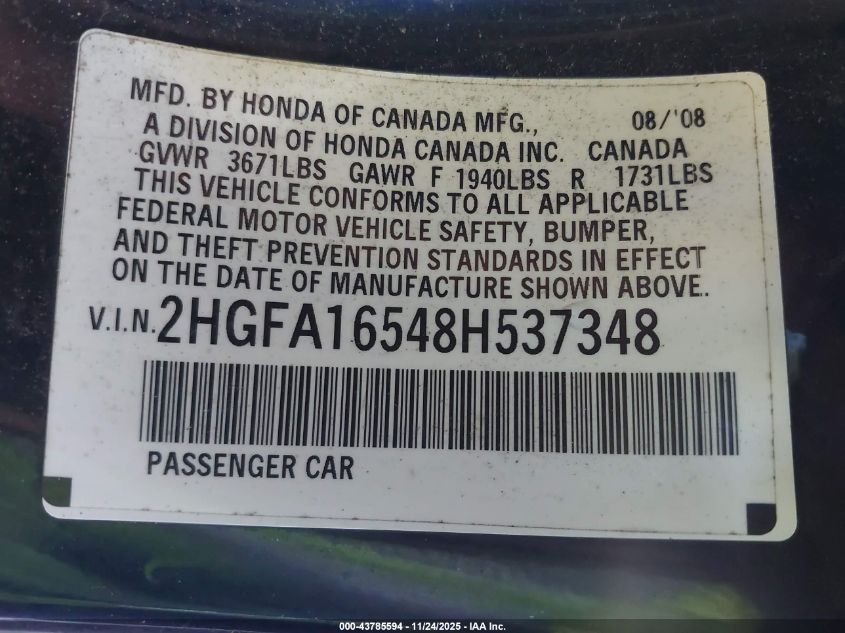 MFD. BY HONDA OF CANADA MFG., 08/'08
A DIVISION OF HONDA CANADA INC. CANADA
GVWR 3671LBS GAWR F 1940LBS R 1731LBS
THIS VEHICLE CONFORMS TO ALL APPLICABLE
FEDERAL MOTOR VEHICLE SAFETY, BUMPER,
AND THEFT PREVENTION STANDARDS IN EFFECT
ON THE DATE OF MANUFACTURE SHOWN ABOVE.
V.I.N. 2HGFA16548H537348
PASSENGER CAR
000-43785594 - 11/24/2025 - IAA Inc.